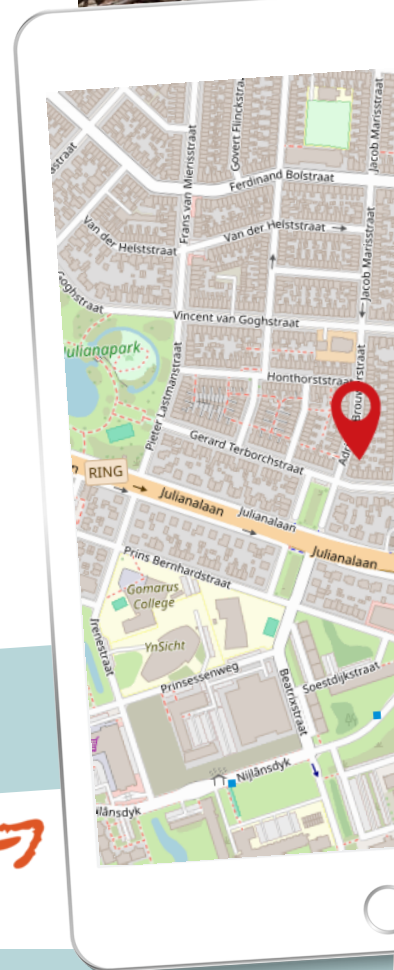 Govert Flinckstra
Jacob Marisstraat
Frans van Mierisstraat
Ferdinand Bolstraat
Van der Helststraat
Van der Helststraat
Jacob Marisstraat
Goghstraat
Vincent van Goghstraat
Julianapark
Pieter Lastmanstraat
Honthorststraat
Gerard Terborchstraat
RING
Julianalaan
Julianalaan
Julianalaan
Prins Bernhardstraat
Gomarus
College
Irenestraat
YnSicht
Prinsessenweg
Beatrixstraat
Soestdijkstraat
Nijlânsdyk
lânsdyk